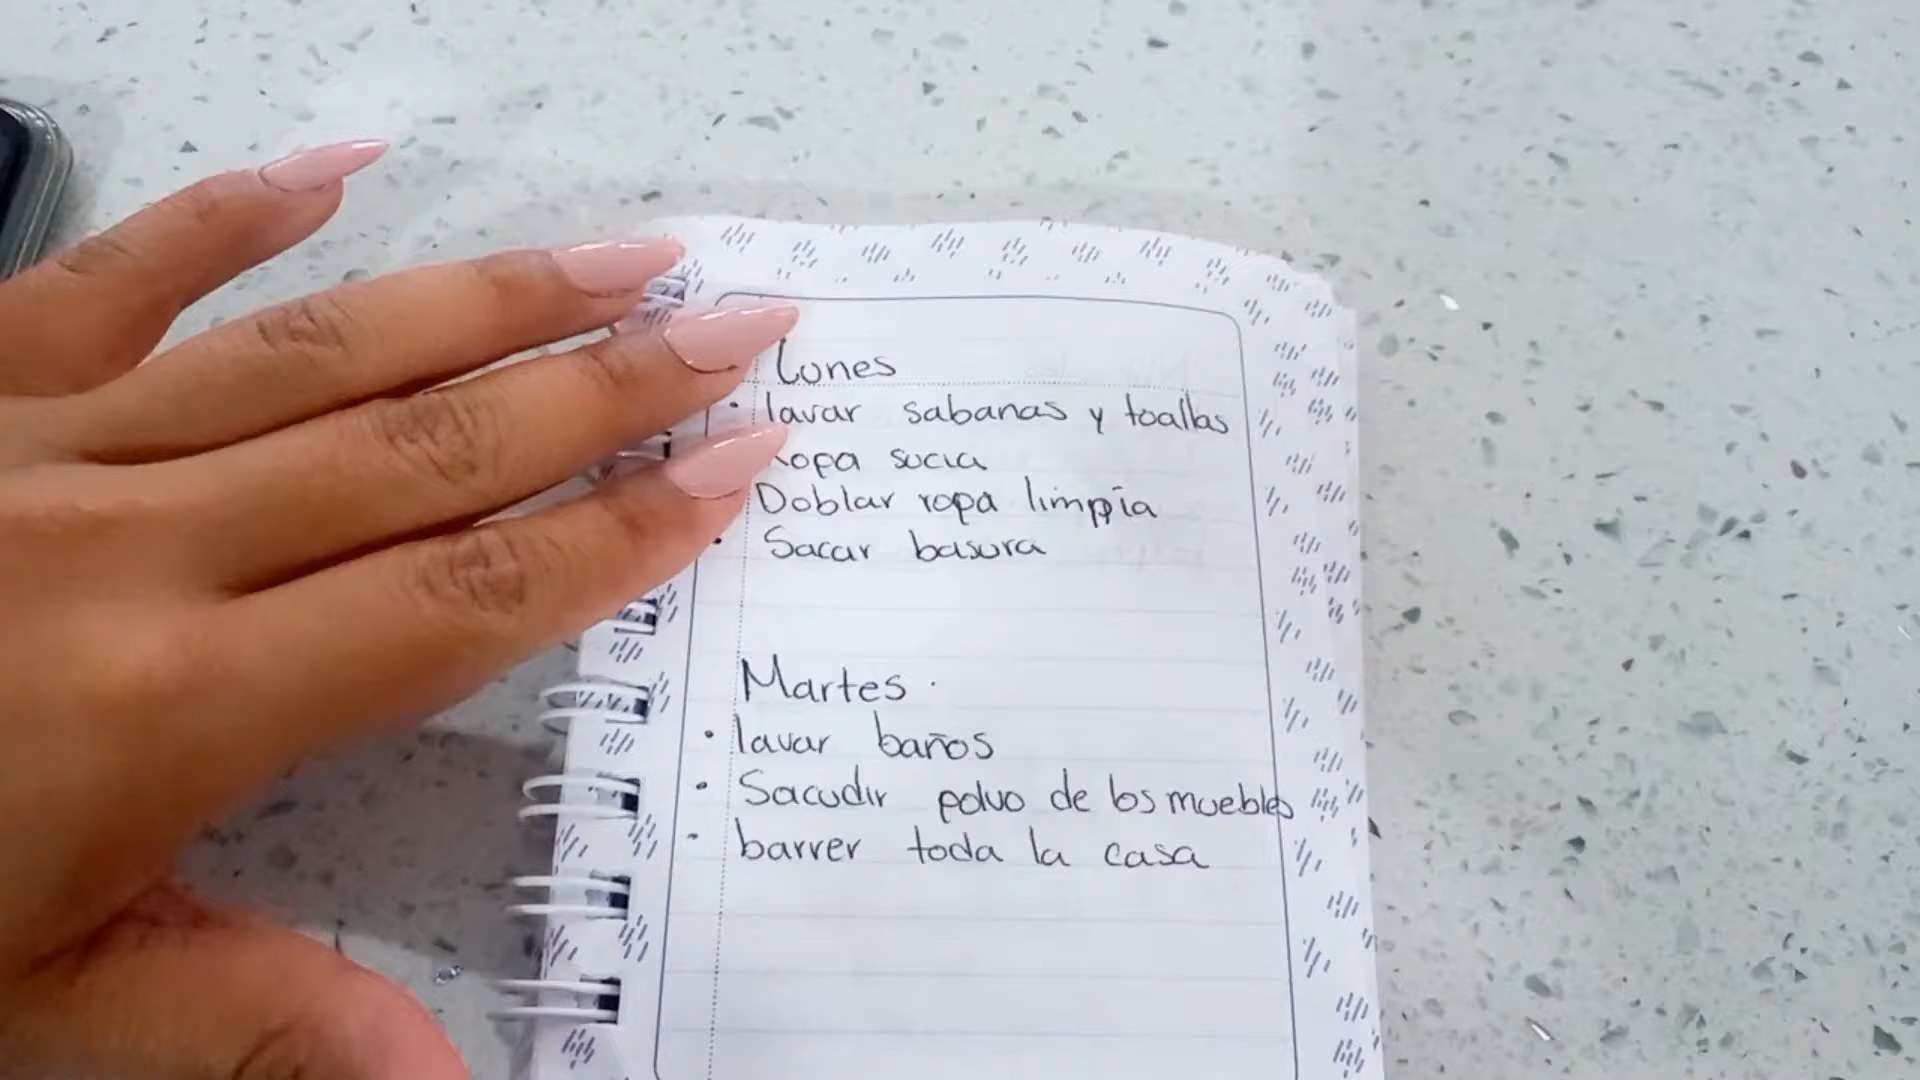 Lunes
• lavar sabanas y toallas
Ropa sucia
Doblar ropa limpia
• Sacar basura
Martes.
• lavar baños
• Sacudir polvo de los muebles
• barrer toda la casa